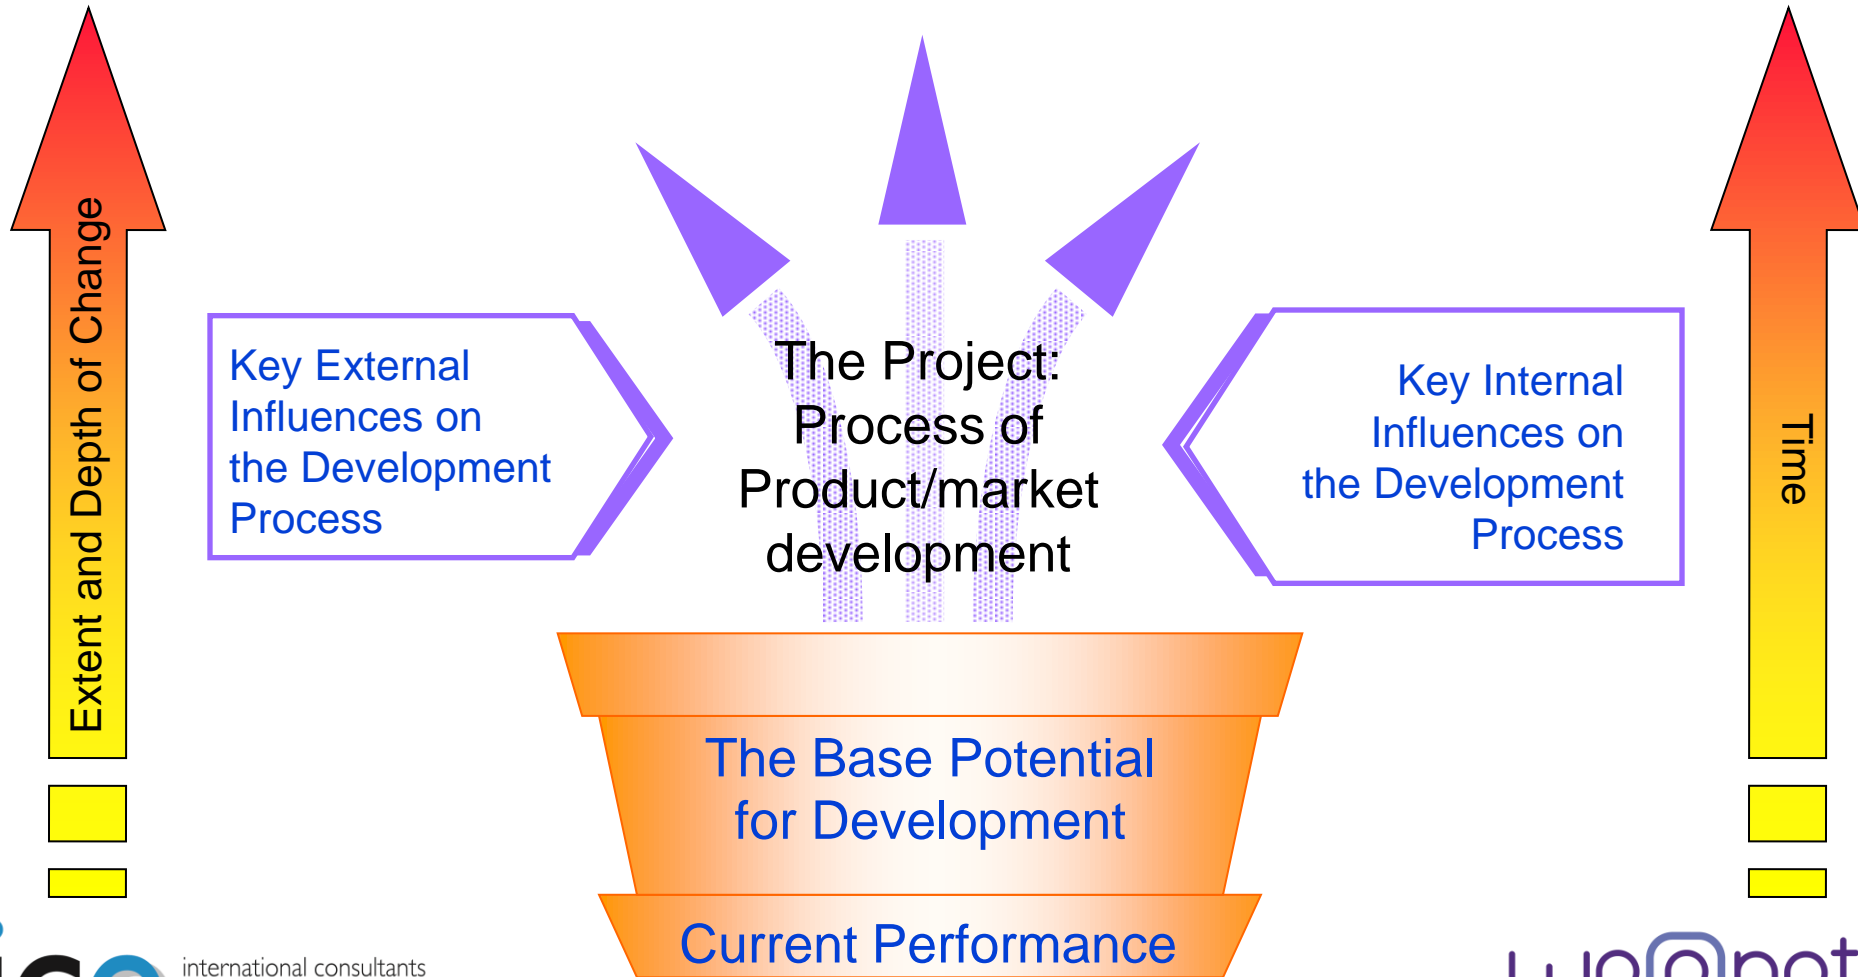 Extent and Depth of Change
Key External
Influences on
the Development
Process
The Project:
Process of
Product/market
development
Key Internal
Influences on
the Development
Process
Time
The Base Potential
for Development
Current Performance
international consultants